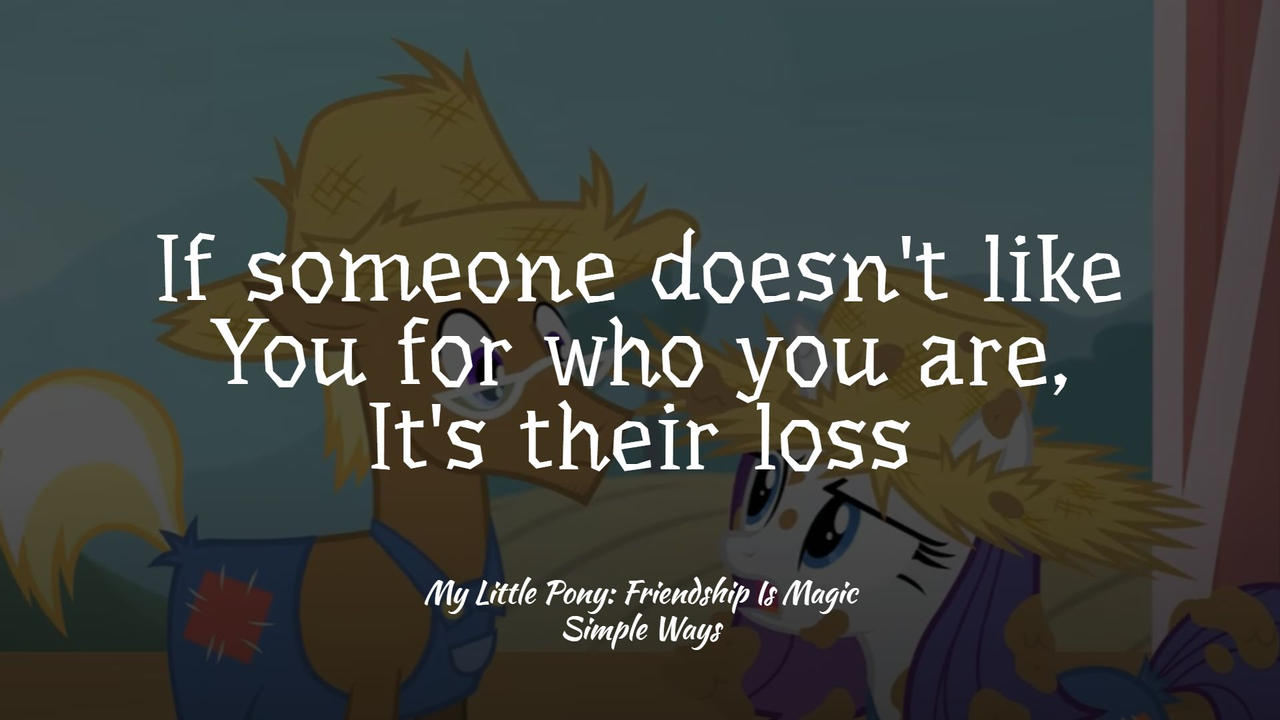 If someone doesn't like
You for who you are,
It's their loss
My Little Pony: Friendship Is Magic
Simple Ways